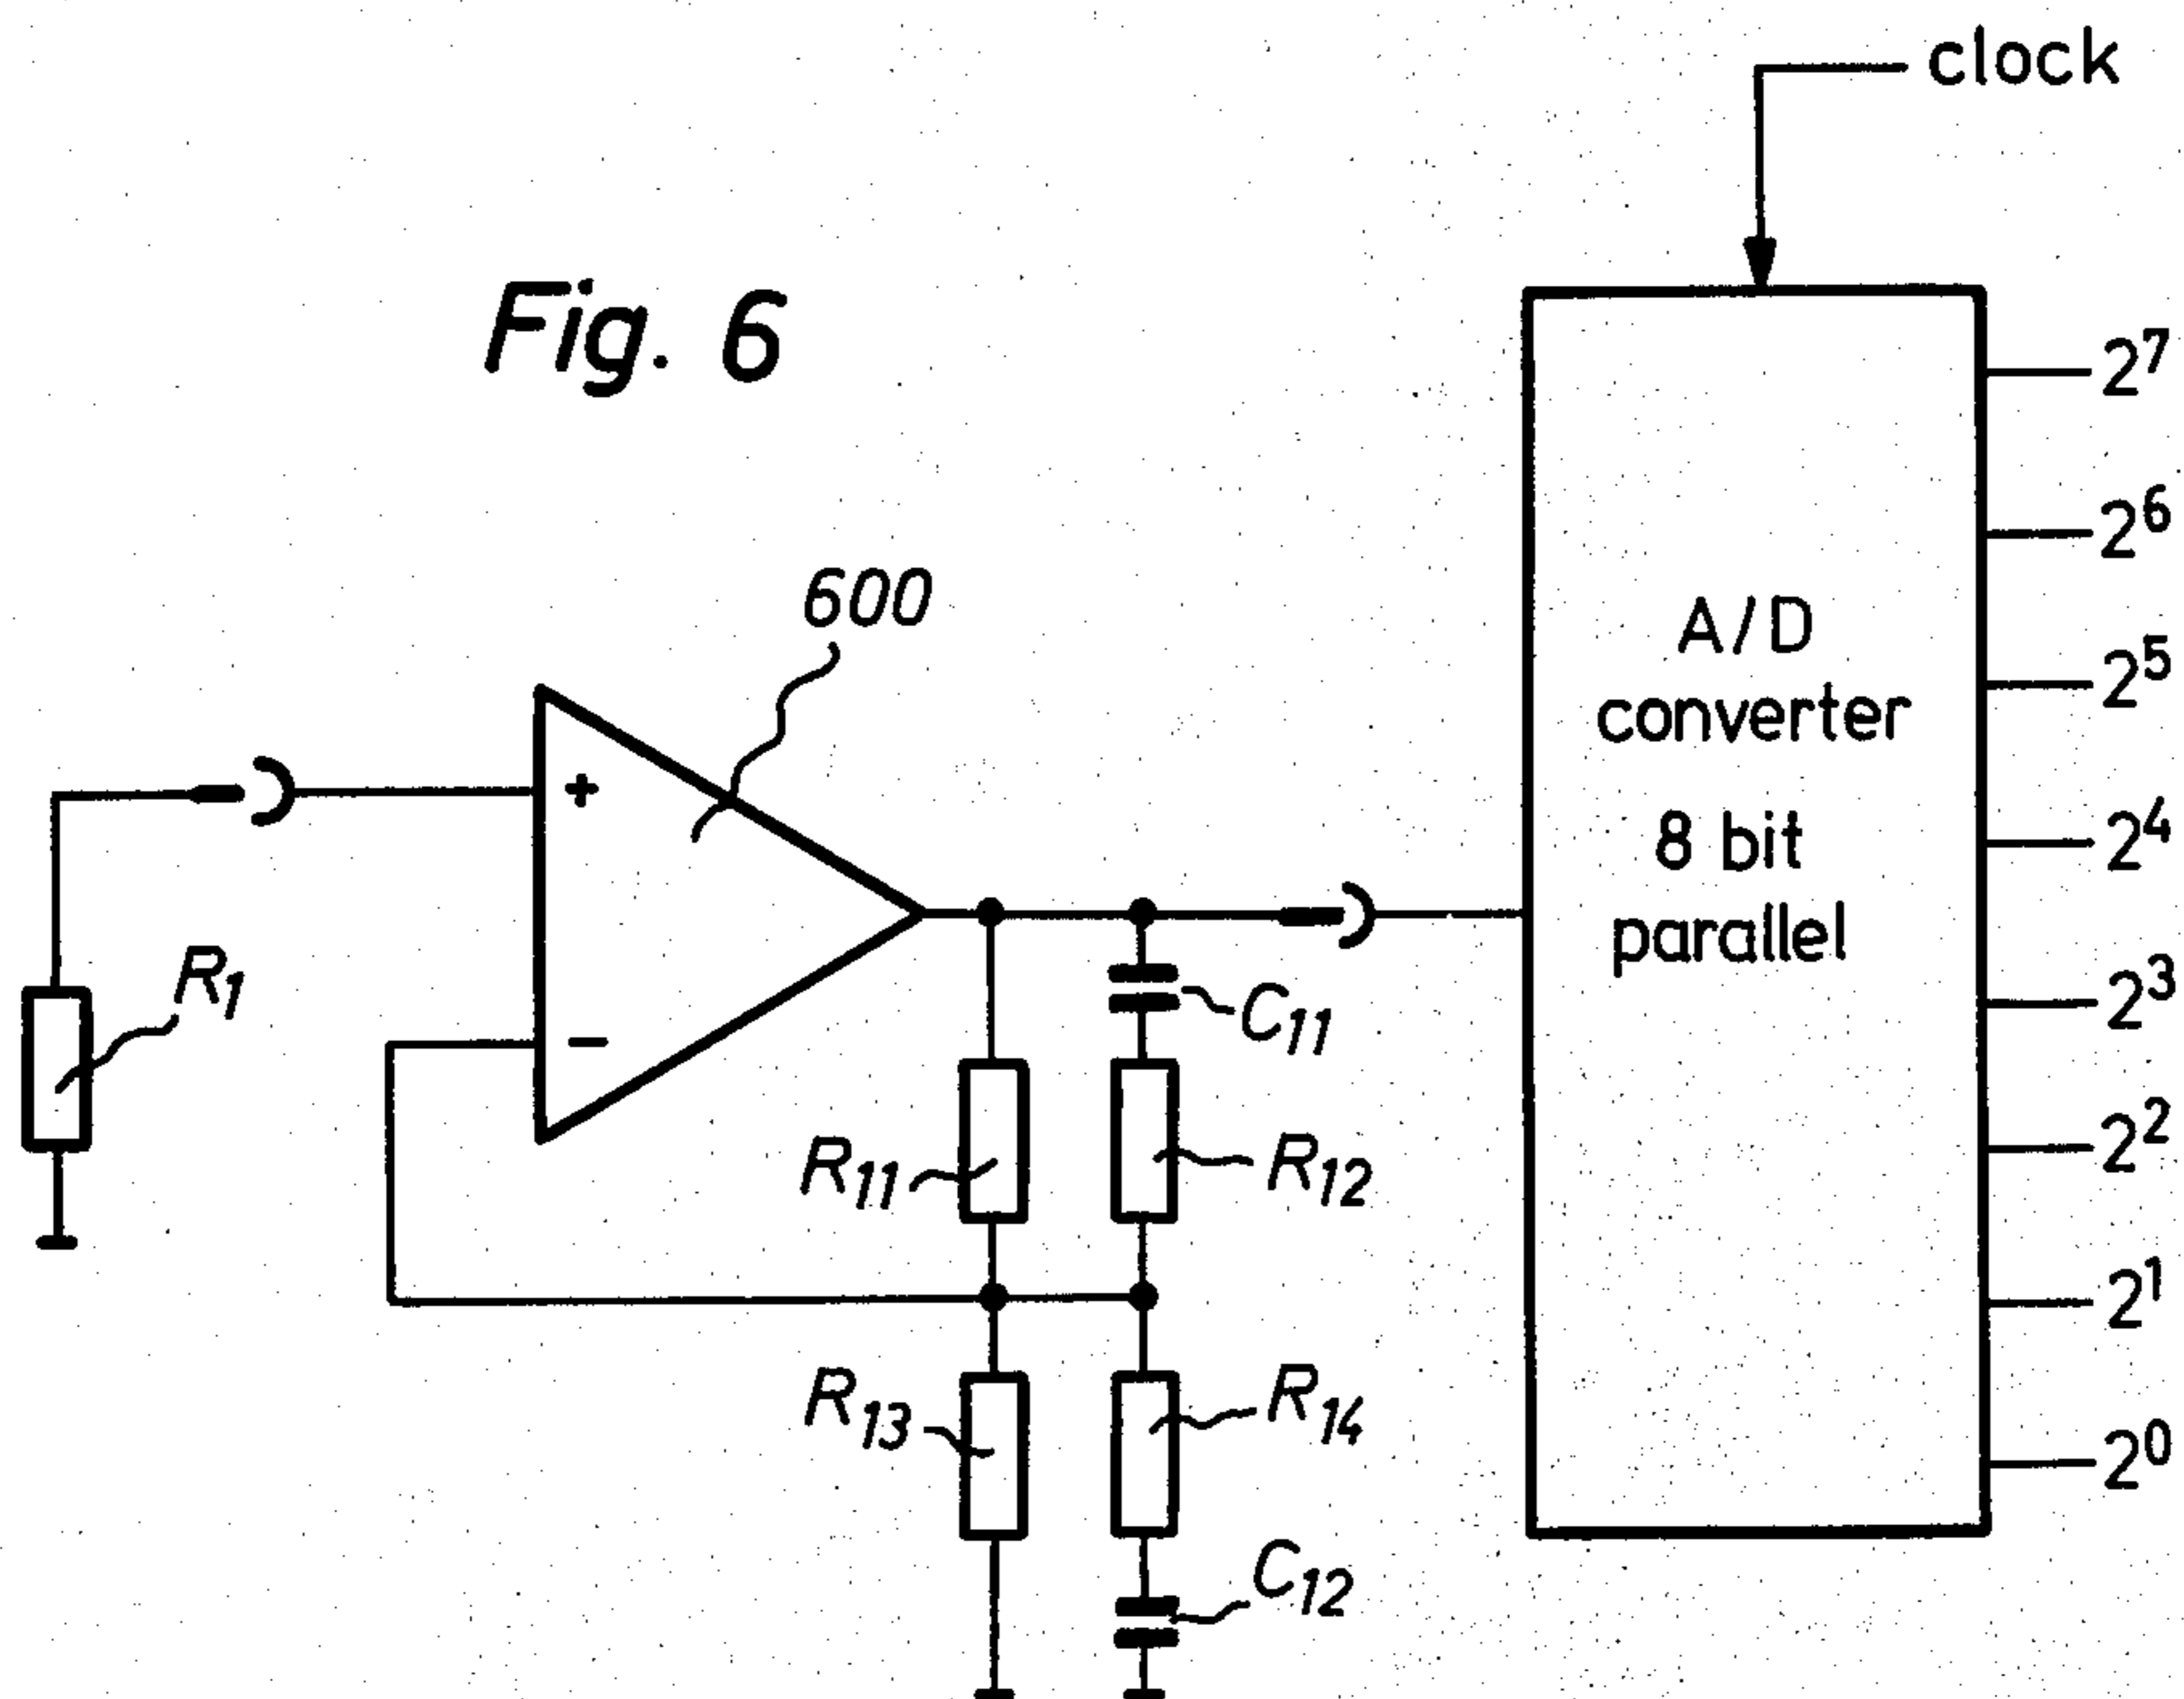 clock
Fig. 6
2⁷
2⁶
600
A/D
converter
8 bit
parallel
2⁵
2⁴
+
R₁
C₁₁
2³
−
R₁₁
R₁₂
2²
2¹
R₁₃
R₁₄
2⁰
C₁₂